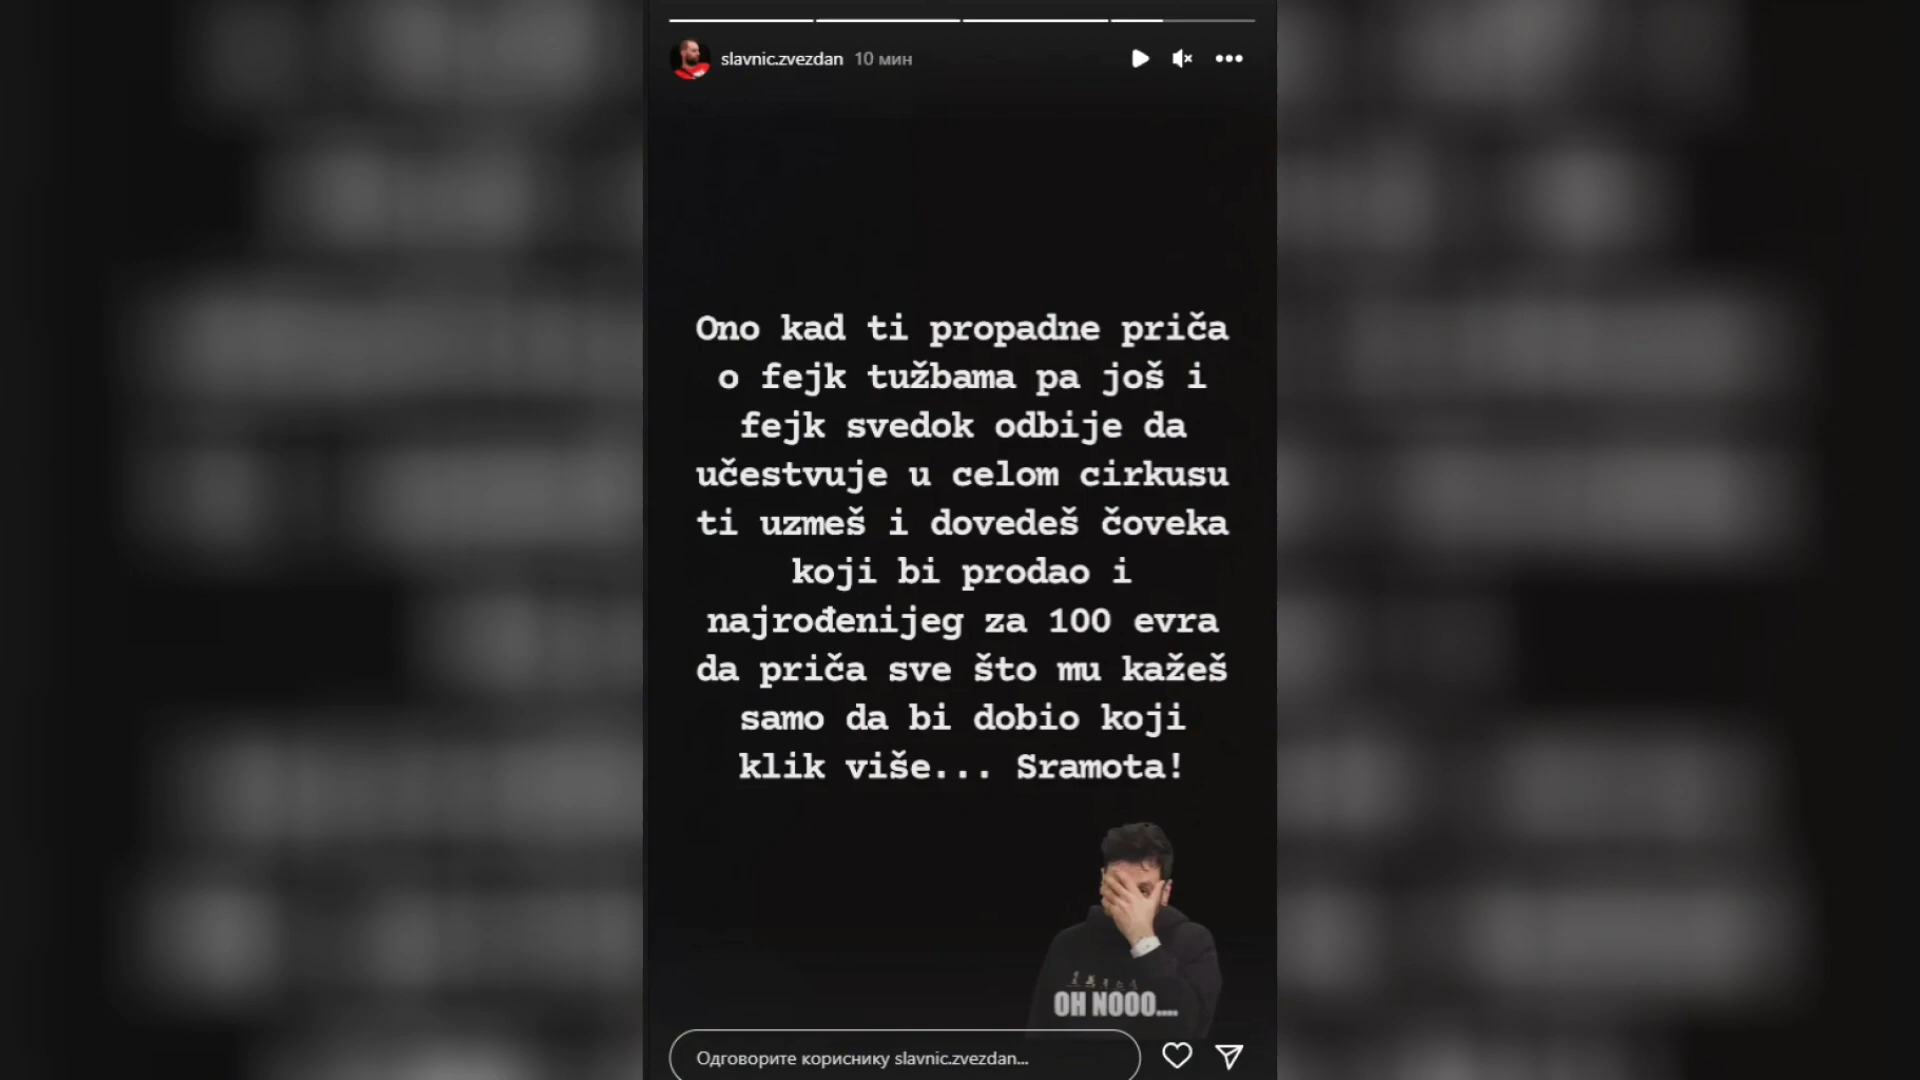 slavnic.zvezdan 10 мин
Ono kad ti propadne priča
o fejk tužbama pa još i
fejk svedok odbije da
učestvuje u celom cirkusu
ti uzmeš i dovedeš čoveka
koji bi prodao i
najrođenijeg za 100 evra
da priča sve što mu kažeš
samo da bi dobio koji
klik više... Sramota!
OH NOOO....
Одговорите кориснику slavnic.zvezdan...